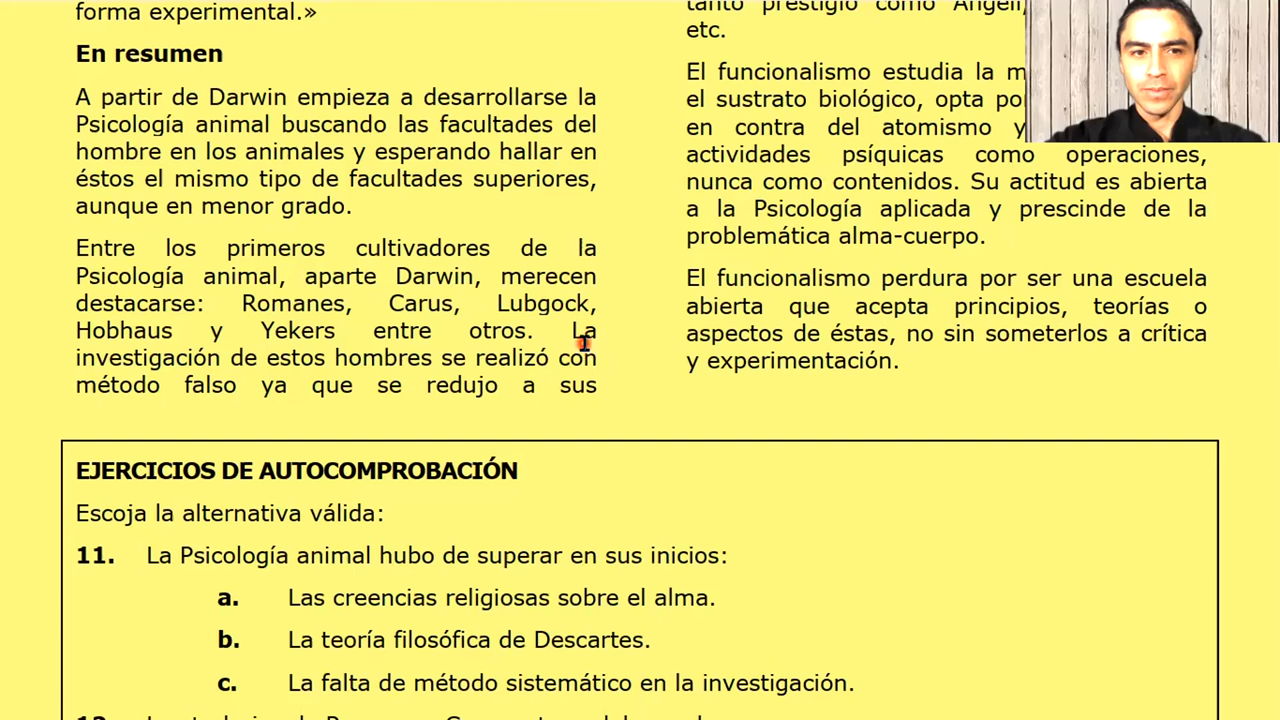 forma experimental.»
En resumen
A partir de Darwin empieza a desarrollarse la
Psicología animal buscando las facultades del
hombre en los animales y esperando hallar en
éstos el mismo tipo de facultades superiores,
aunque en menor grado.
Entre los primeros cultivadores de la
Psicología animal, aparte Darwin, merecen
destacarse: Romanes, Carus, Lubgock,
Hobhaus y Yekers entre otros. La
investigación de estos hombres se realizó con
método falso ya que se redujo a sus
tanto prestigio como Angell,
etc.
El funcionalismo estudia la
el sustrato biológico, opta
en contra del atomismo y
actividades psíquicas como operaciones,
nunca como contenidos. Su actitud es abierta
a la Psicología aplicada y prescinde de la
problemática alma-cuerpo.
El funcionalismo perdura por ser una escuela
abierta que acepta principios, teorías o
aspectos de éstas, no sin someterlos a crítica
y experimentación.
EJERCICIOS DE AUTOCOMPROBACIÓN
Escoja la alternativa válida:
11. La Psicología animal hubo de superar en sus inicios:
a. Las creencias religiosas sobre el alma.
b. La teoría filosófica de Descartes.
c. La falta de método sistemático en la investigación.